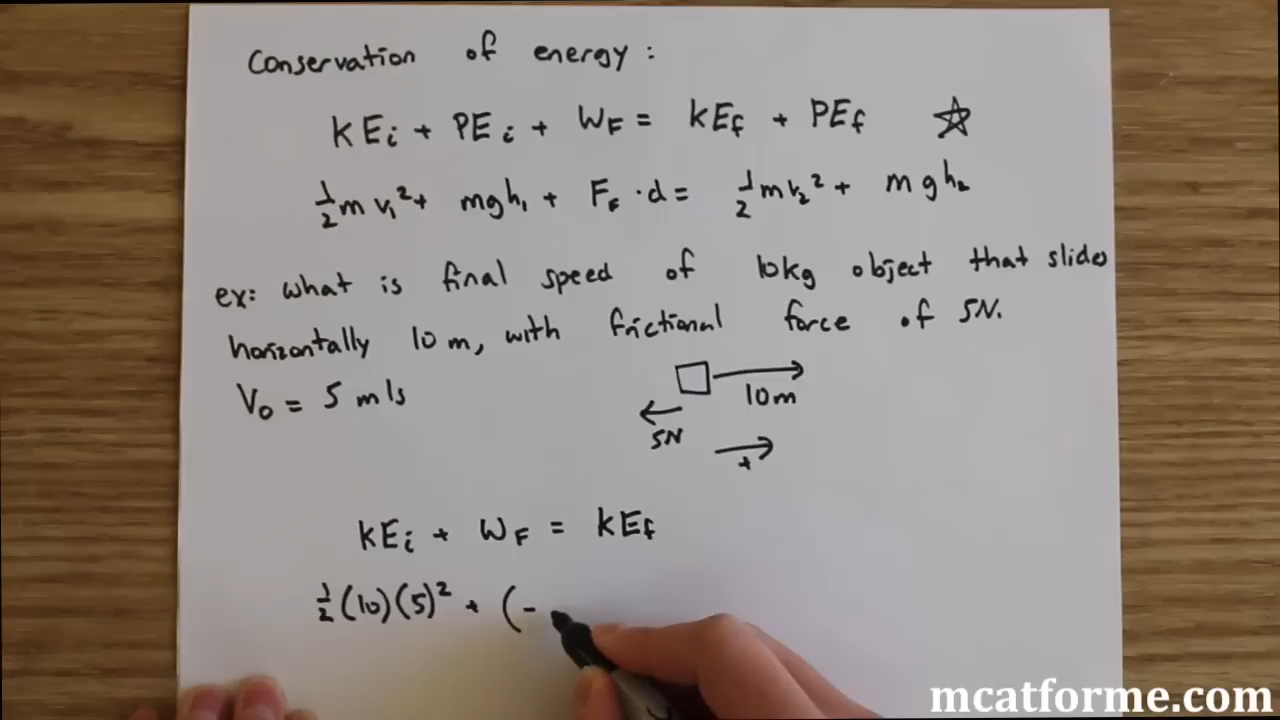 Conservation of energy:
KEi + PEi + WF = KEf + PEf
½mv₁² + mgh₁ + FF·d = ½mv₂² + mgh₂
ex: what is final speed of 10kg object that slides
horizontally 10m, with frictional force of 5N.
V₀ = 5 m/s
10m
5N
+
KEi + WF = KEf
½(10)(5)² + (-
mcatforme.com